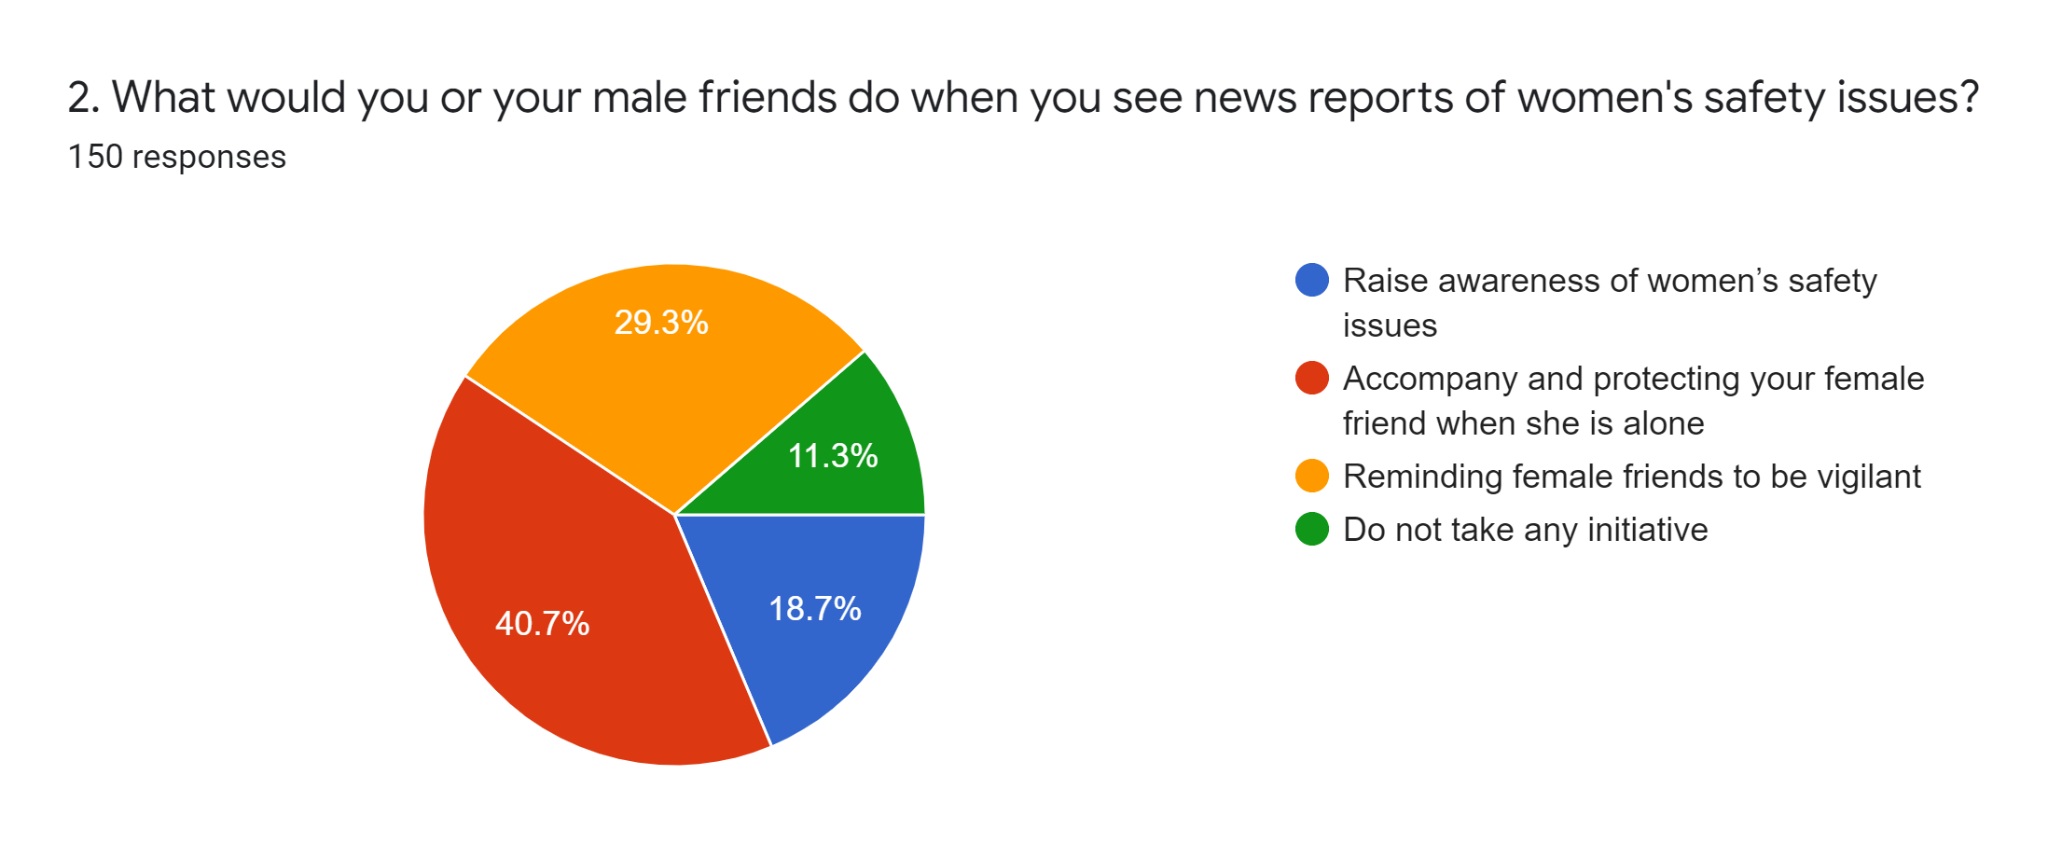 2. What would you or your male friends do when you see news reports of women's safety issues?
150 responses
29.3%
11.3%
40.7%
18.7%
Raise awareness of women’s safety
issues
Accompany and protecting your female
friend when she is alone
Reminding female friends to be vigilant
Do not take any initiative